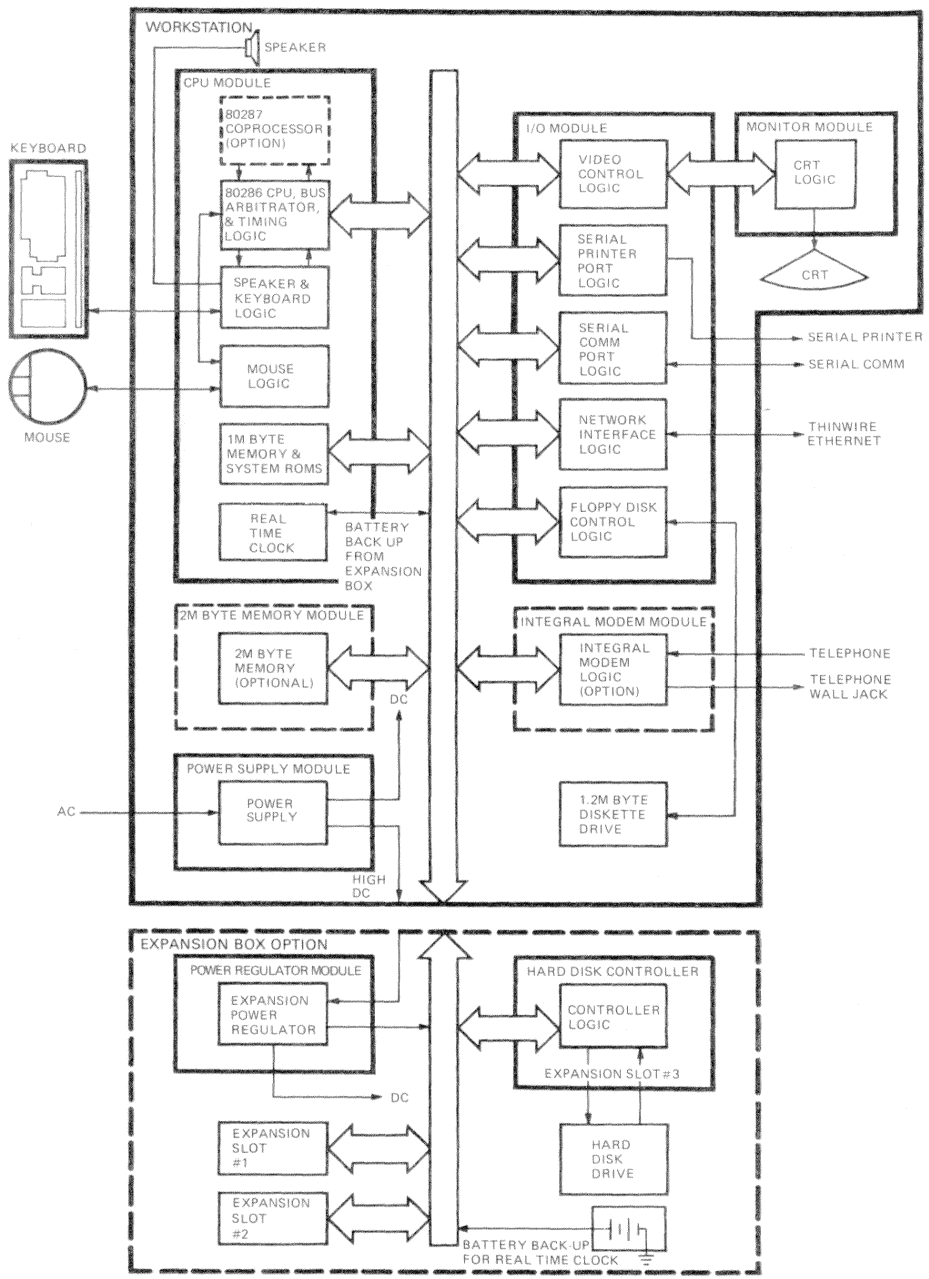 WORKSTATION
SPEAKER
CPU MODULE
80287
COPROCESSOR
(OPTION)
80286 CPU, BUS
ARBITRATOR,
& TIMING
LOGIC
SPEAKER &
KEYBOARD
LOGIC
MOUSE
LOGIC
1M BYTE
MEMORY &
SYSTEM ROMS
REAL
TIME
CLOCK
BATTERY
BACK UP
FROM
EXPANSION
BOX
KEYBOARD
MOUSE
I/O MODULE
VIDEO
CONTROL
LOGIC
SERIAL
PRINTER
PORT
LOGIC
SERIAL
COMM
PORT
LOGIC
NETWORK
INTERFACE
LOGIC
FLOPPY DISK
CONTROL
LOGIC
MONITOR MODULE
CRT
LOGIC
CRT
SERIAL PRINTER
SERIAL COMM
THINWIRE
ETHERNET
2M BYTE MEMORY MODULE
2M BYTE
MEMORY
(OPTIONAL)
DC
INTEGRAL MODEM MODULE
INTEGRAL
MODEM
LOGIC
(OPTION)
TELEPHONE
TELEPHONE
WALL JACK
POWER SUPPLY MODULE
POWER
SUPPLY
AC
HIGH
DC
1.2M BYTE
DISKETTE
DRIVE
EXPANSION BOX OPTION
POWER REGULATOR MODULE
EXPANSION
POWER
REGULATOR
DC
EXPANSION
SLOT
#1
EXPANSION
SLOT
#2
HARD DISK CONTROLLER
CONTROLLER
LOGIC
EXPANSION SLOT #3
HARD
DISK
DRIVE
BATTERY BACK-UP
FOR REAL TIME CLOCK